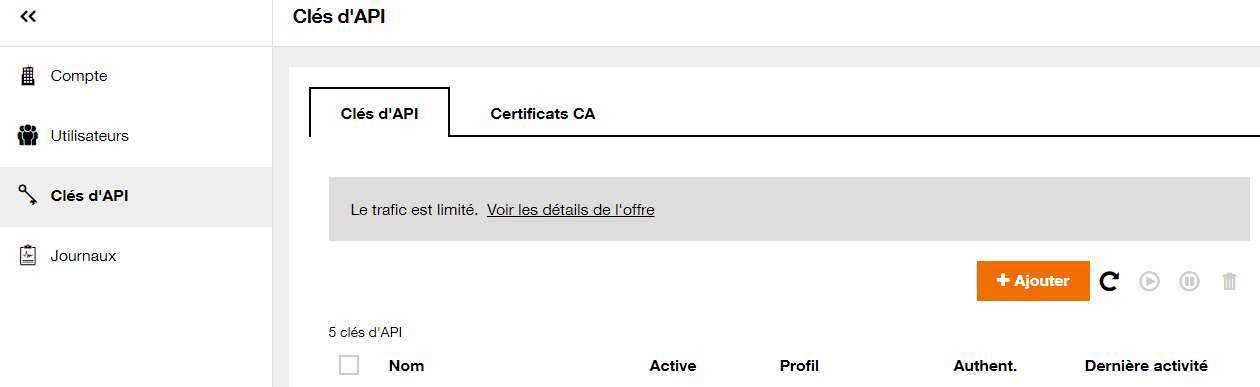 Clés d'API
Compte
Utilisateurs
Clés d'API
Journaux
Clés d'API
Certificats CA
Le trafic est limité. Voir les détails de l'offre
+ Ajouter
5 clés d'API
Nom Active Profil Authent. Dernière activité